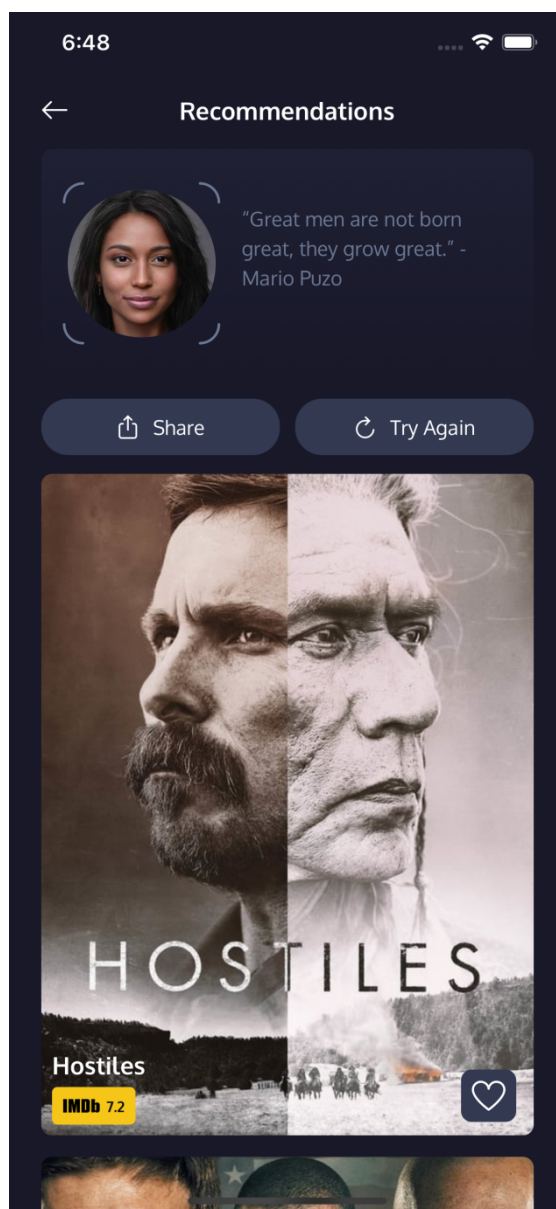 6:48
Recommendations
“Great men are not born
great, they grow great.” -
Mario Puzo
Share
Try Again
HOSTILES
Hostiles
IMDb 7.2